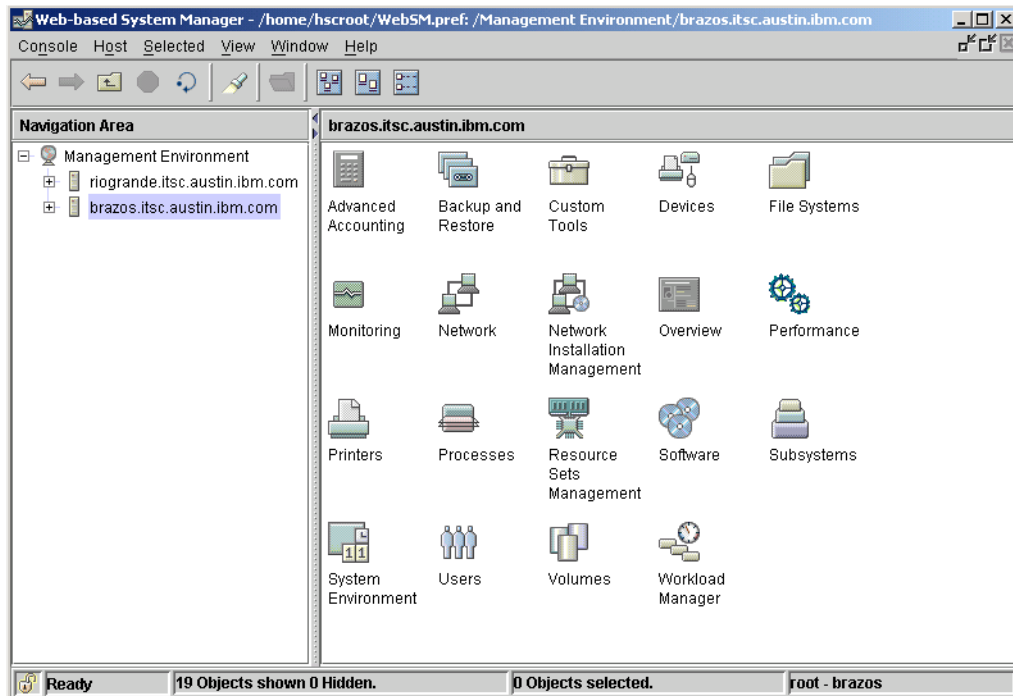 Web-based System Manager - /home/hscroot/WebSM.pref: /Management Environment/brazos.itsc.austin.ibm.com
Console Host Selected View Window Help
Navigation Area
brazos.itsc.austin.ibm.com
Management Environment
riogrande.itsc.austin.ibm.com
brazos.itsc.austin.ibm.com
Advanced
Accounting
Backup and
Restore
Custom
Tools
Devices
File Systems
Monitoring
Network
Network
Installation
Management
Overview
Performance
Printers
Processes
Resource
Sets
Management
Software
Subsystems
11
System
Environment
Users
Volumes
Workload
Manager
Ready
19 Objects shown 0 Hidden.
0 Objects selected.
root - brazos